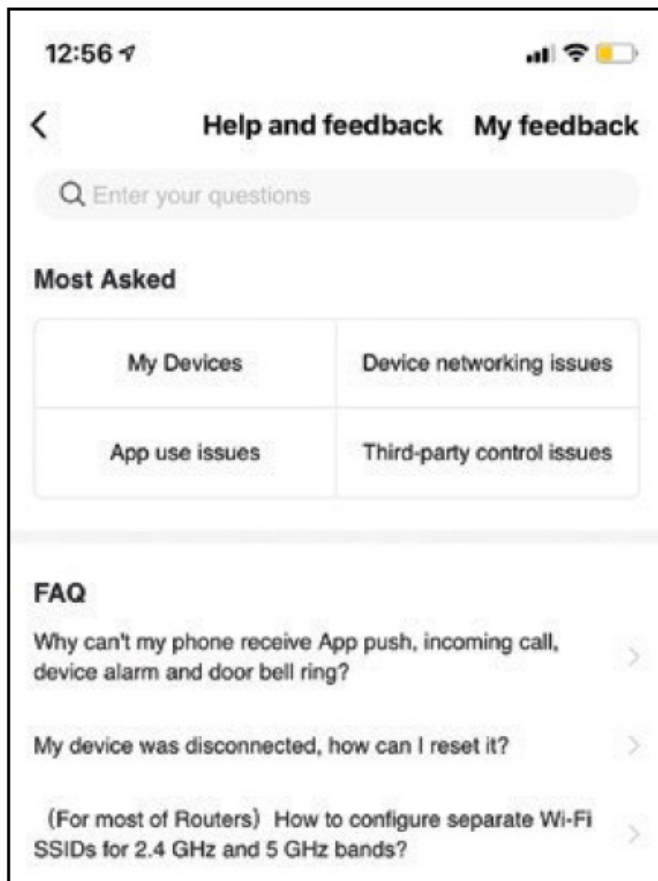 12:56
Help and feedback My feedback
Enter your questions
Most Asked
My Devices
Device networking issues
App use issues
Third-party control issues
FAQ
Why can't my phone receive App push, incoming call,
device alarm and door bell ring?
My device was disconnected, how can I reset it?
（For most of Routers）How to configure separate Wi-Fi
SSIDs for 2.4 GHz and 5 GHz bands?